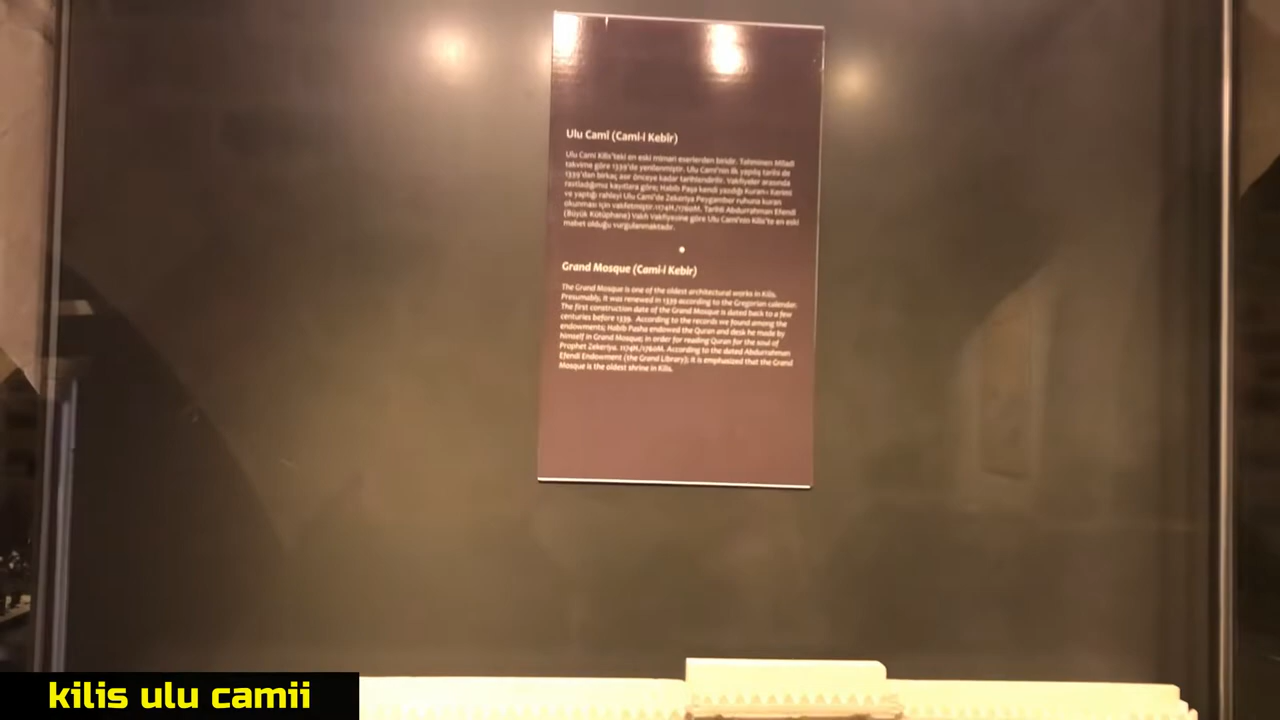 Ulu Cami (Cami-i Kebir)
Ulu Cami Kilis'teki en eski mimari eserlerden biridir. Tahminen Miladi
takvime göre 1339'de yenilenmiştir. Ulu Cami'nin ilk yapılış tarihi de
1339'dan birkaç asır önceye kadar tarihlendirilir. Vakfiyeler arasında
rastladığımız kayıtlara göre; Habib Paşa kendi yazdığı Kuran-ı Kerimi
ve yaptığı rahleyi Ulu Cami'de Zekeriya Peygamber ruhuna kuran
okunması için vakfetmiştir.1174H./1760M. Tarihli Abdurrahman Efendi
(Büyük Kütüphane) Vakfı Vakfiyesine göre Ulu Cami'nin Kilis'te en eski
mabet olduğu vurgulanmaktadır.
Grand Mosque (Cami-i Kebir)
The Grand Mosque is one of the oldest architectural works in Kilis.
Presumably, it was renewed in 1339 according to the Gregorian calendar.
The first construction date of the Grand Mosque is dated back to a few
centuries before 1339. According to the records we found among the
endowments; Habib Pasha endowed the Quran and desk he made by
himself in Grand Mosque; in order for reading Quran for the soul of
Prophet Zekeriya. 1174H./1760M. According to the dated Abdurrahman
Efendi Endowment (the Grand Library); it is emphasized that the Grand
Mosque is the oldest shrine in Kilis.
kilis ulu camii